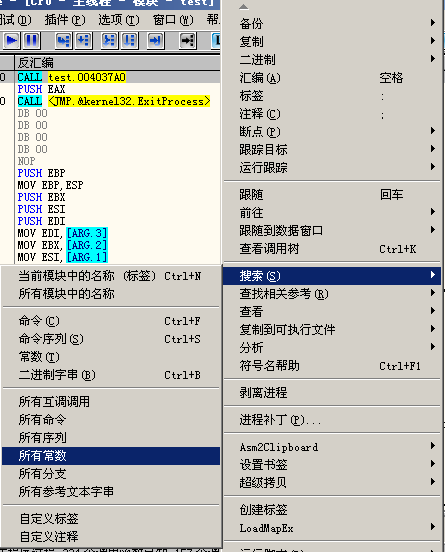 - [CPU - 主线程 - 模块 - test]
调试(D) 插件(P) 选项(T) 窗口(W) 帮
反汇编
CALL test.004037A0
PUSH EAX
CALL <JMP.&kernel32.ExitProcess>
DB 00
DB 00
DB 00
DB 00
NOP
PUSH EBP
MOV EBP,ESP
PUSH EBX
PUSH ESI
PUSH EDI
MOV EDI,[ARG.3]
MOV EBX,[ARG.2]
MOV ESI,[ARG.1]
备份
复制
二进制
汇编(A) 空格
标签 :
注释(C) ;
断点(P)
跟踪目标
运行跟踪
跟随 回车
前往
跟随到数据窗口
查看调用树 Ctrl+K
搜索(S)
查找相关参考(R)
查看
复制到可执行文件
分析
符号名帮助 Ctrl+F1
剥离进程
进程补丁(P)...
Asm2Clipboard
设置书签
超级拷贝
创建标签
LoadMapEx
当前模块中的名称 (标签) Ctrl+N
所有模块中的名称
命令(C) Ctrl+F
命令序列(S) Ctrl+S
常数(T)
二进制字串(B) Ctrl+B
所有互调调用
所有命令
所有序列
所有常数
所有分支
所有参考文本字串
自定义标签
自定义注释